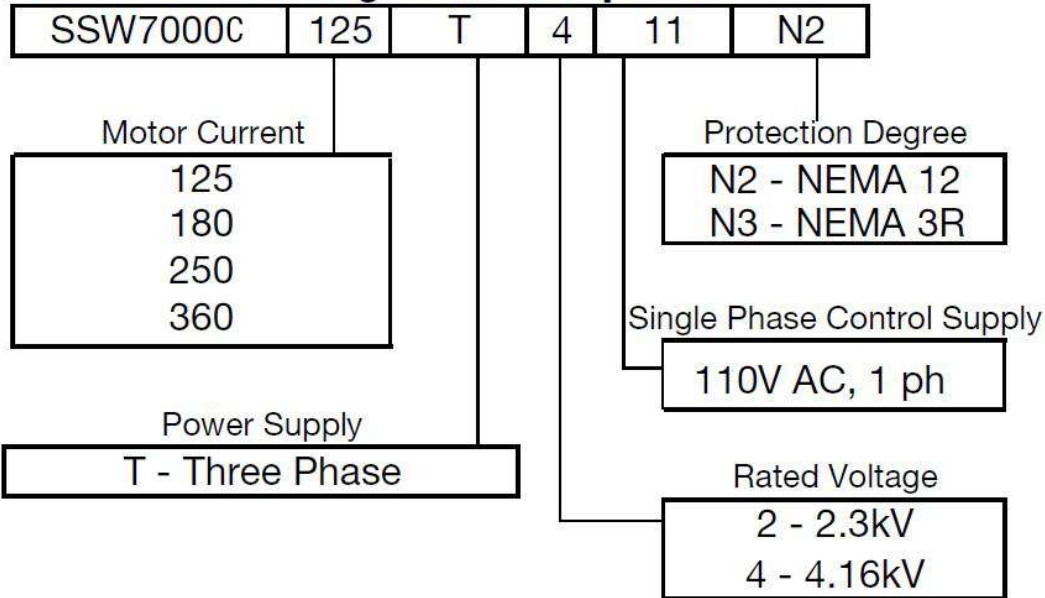 SSW7000C 125 T 4 11 N2
Motor Current
125
180
250
360
Protection Degree
N2 - NEMA 12
N3 - NEMA 3R
Single Phase Control Supply
110V AC, 1 ph
Power Supply
T - Three Phase
Rated Voltage
2 - 2.3kV
4 - 4.16kV